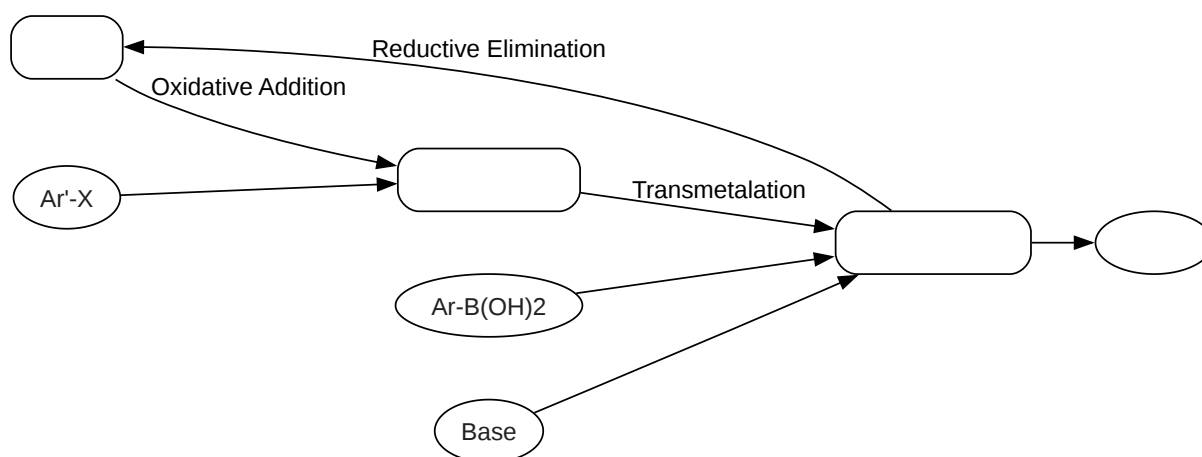 Reductive Elimination
Oxidative Addition
Ar'-X
Transmetalation
Ar-B(OH)2
Base